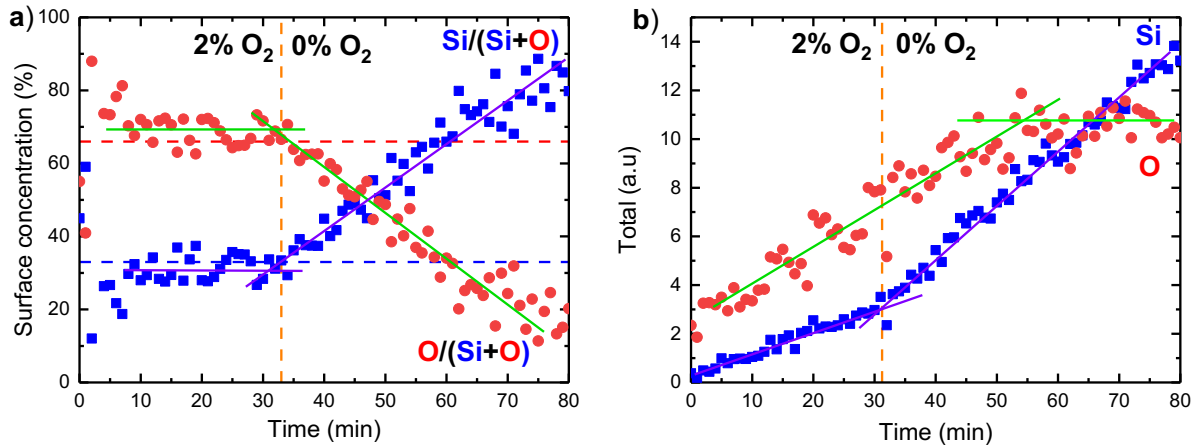 a)
2% O₂ 0% O₂
Si/(Si+O)
O/(Si+O)
100
80
60
40
20
0
Surface concentration (%)
0 10 20 30 40 50 60 70 80
Time (min)
b)
2% O₂ 0% O₂
Si
O
14
12
10
8
6
4
2
0
Total (a.u)
0 10 20 30 40 50 60 70 80
Time (min)